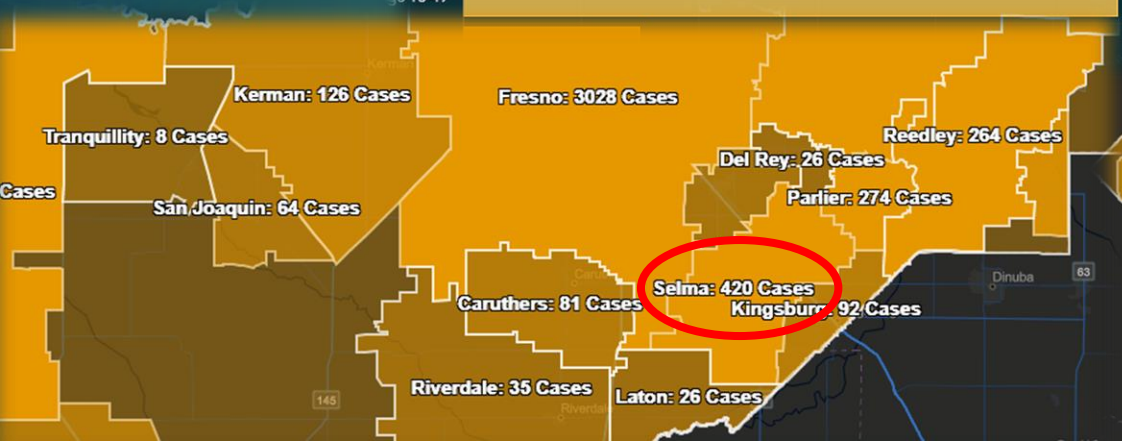 Kerman
Kerman: 126 Cases
Fresno: 3028 Cases
Tranquillity: 8 Cases
Reedley: 264 Cases
Del Rey: 26 Cases
Cases
Parlier: 274 Cases
San Joaquin: 64 Cases
63
Dinuba
Selma: 420 Cases
Caruthers: 81 Cases
Kingsburg: 92 Cases
Riverdale: 35 Cases
Laton: 26 Cases
145
Riverdale